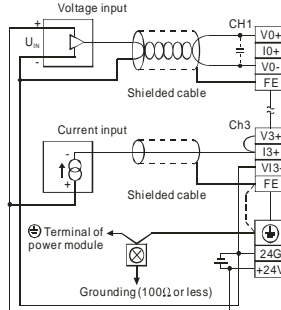 Voltage input
CH1
+
V0+
UIN
I0+
-
V0-
FE
Shielded cable
Ch3
Current input
V3+
-
I3+
VI3-
+
FE
Shielded cable
Terminal of
power module
24G
+24V
Grounding (100Ω or less)